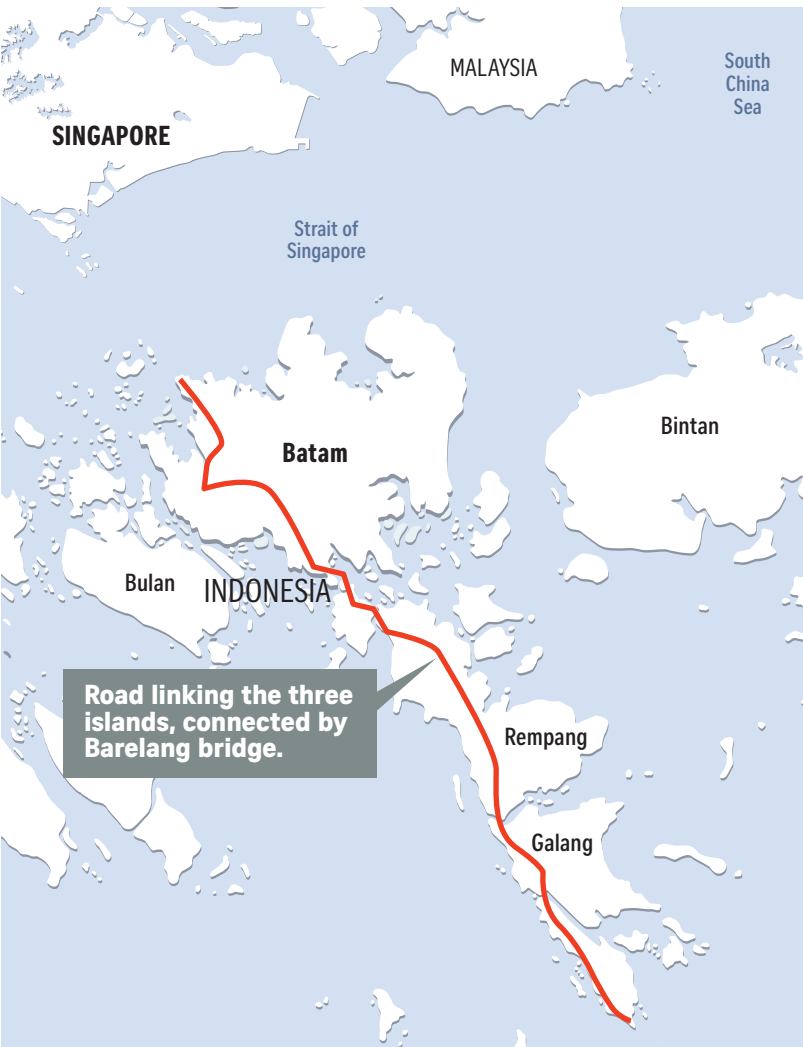 MALAYSIA
South
China
Sea
SINGAPORE
Strait of
Singapore
Bintan
Batam
Bulan
INDONESIA
Road linking the three
islands, connected by
Barelang bridge.
Rempang
Galang